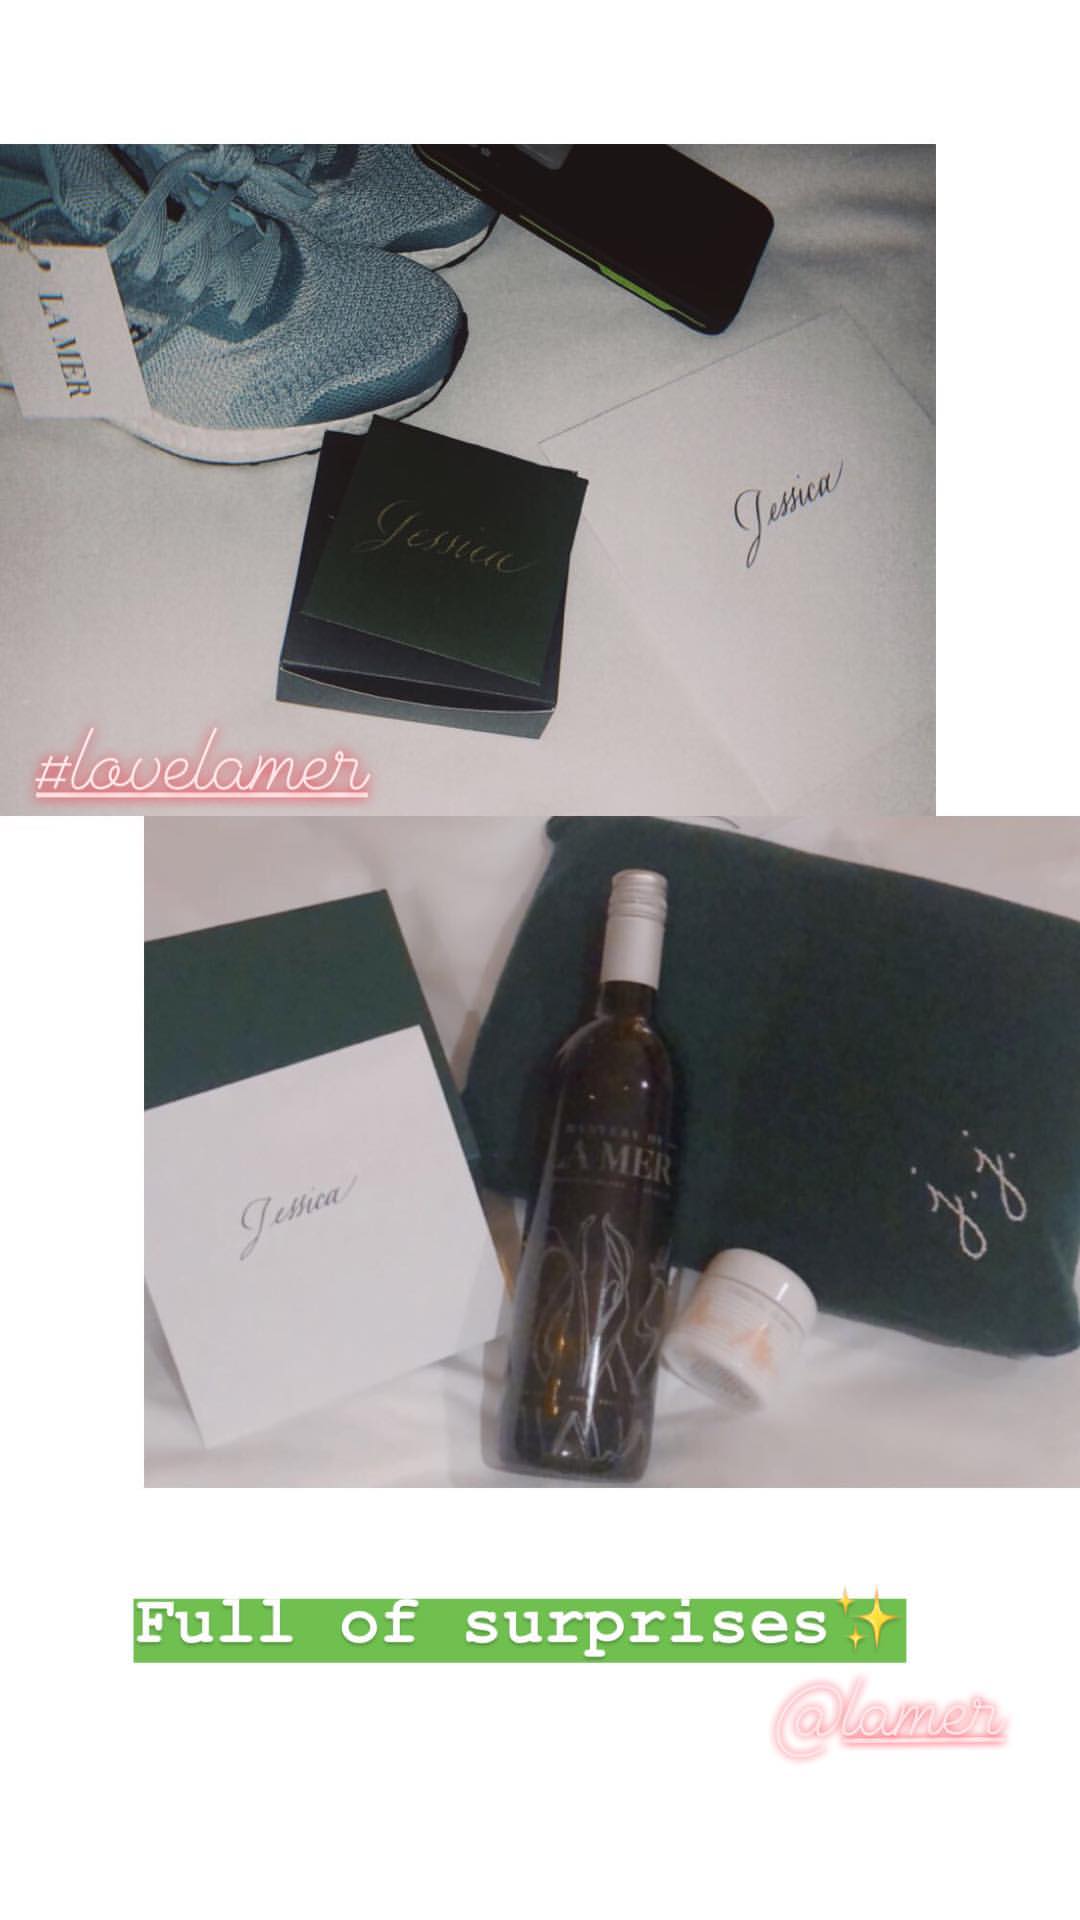 LA MER
Jessica
Jessica
#lovelamer
Jessica
LA MER
j.j.
Full of surprises✨
@lamer